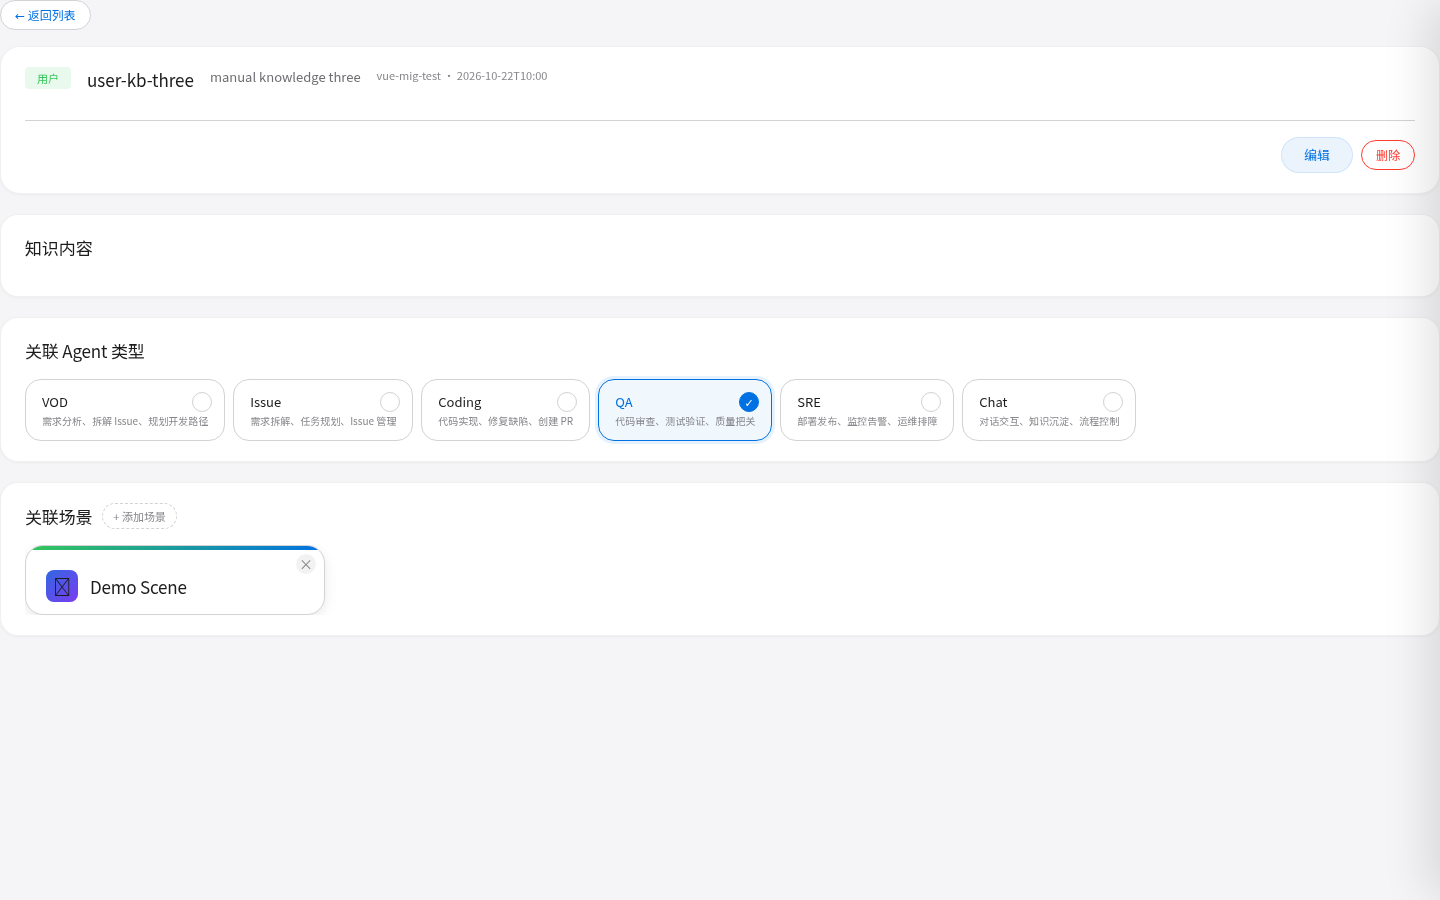 ← 返回列表
用户 user-kb-three manual knowledge three vue-mig-test · 2026-10-22T10:00
编辑 删除
知识内容
关联 Agent 类型
VOD
需求分析、拆解 Issue、规划开发路径
Issue
需求拆解、任务规划、Issue 管理
Coding
代码实现、修复缺陷、创建 PR
QA ✓
代码审查、测试验证、质量把关
SRE
部署发布、监控告警、运维排障
Chat
对话交互、知识沉淀、流程控制
关联场景 + 添加场景
Demo Scene